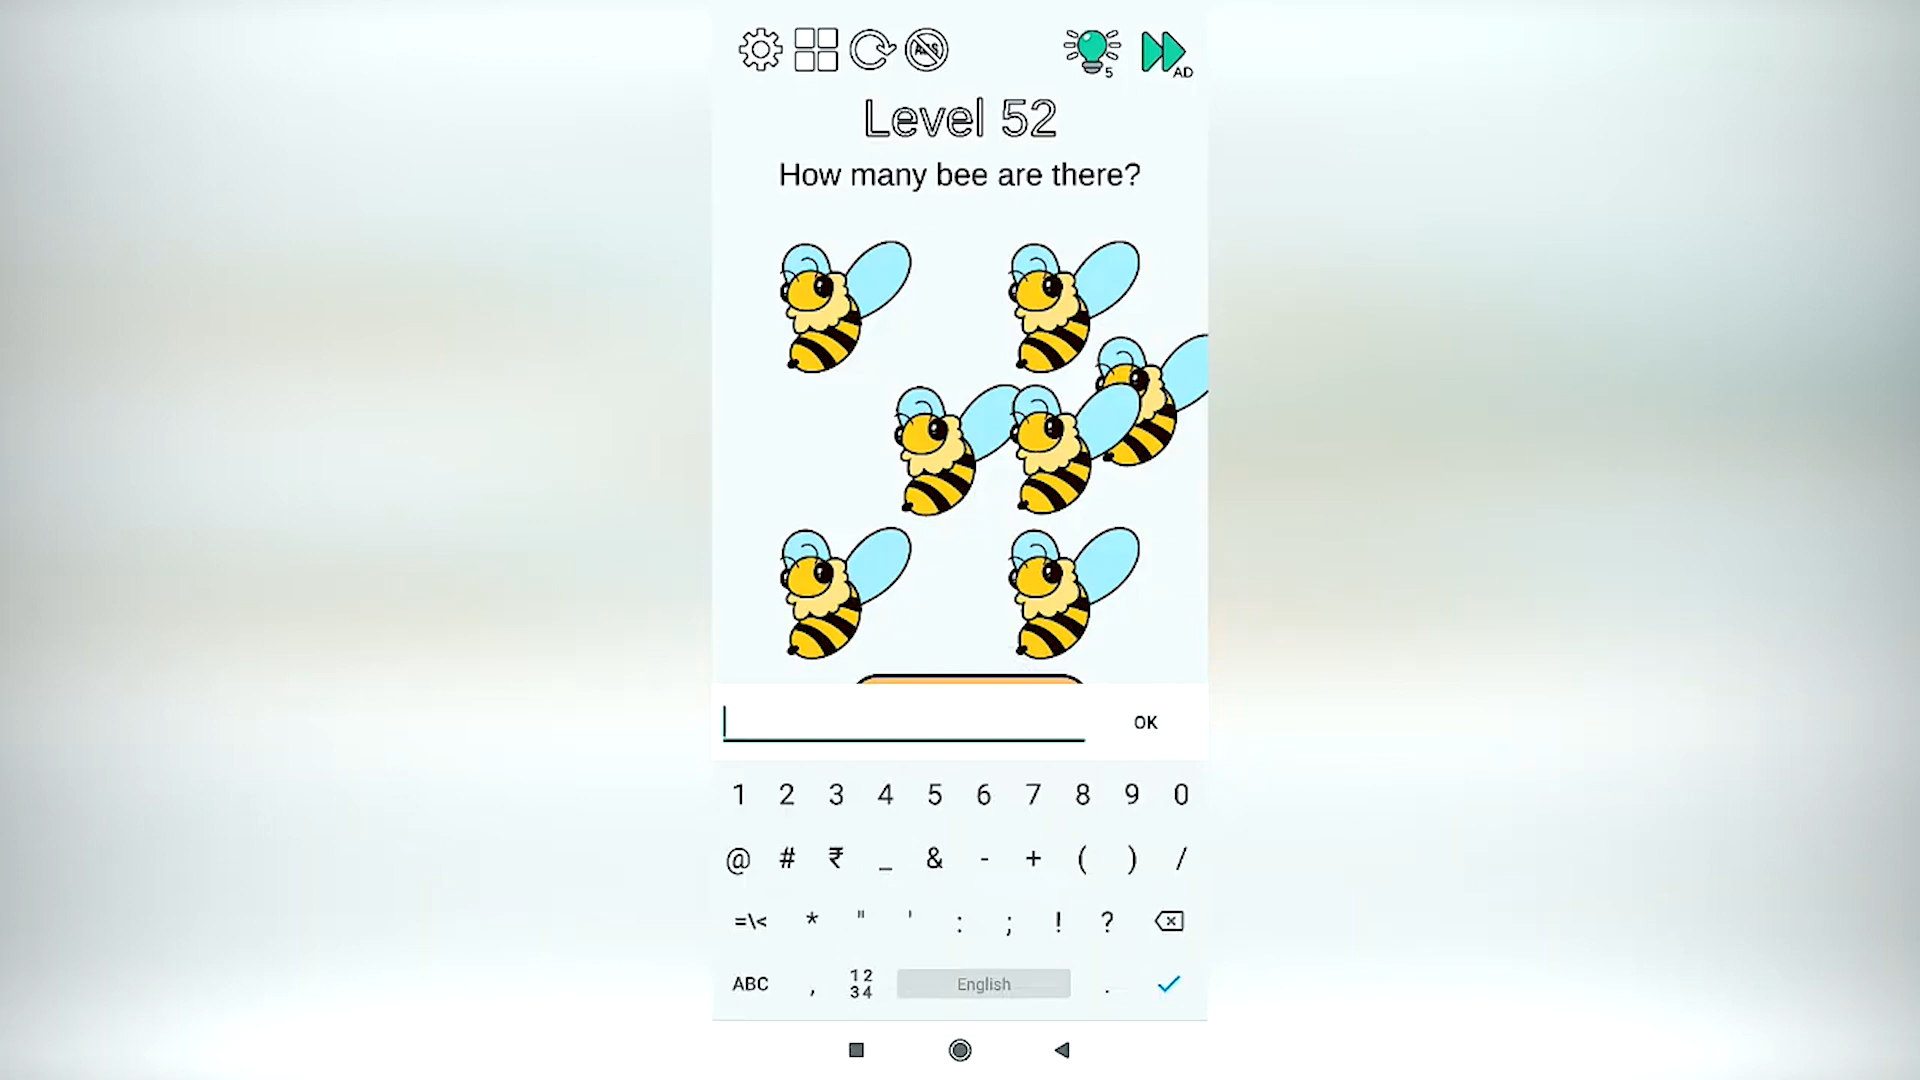 ADS
5
AD
Level 52
How many bee are there?
OK
1 2 3 4 5 6 7 8 9 0
@ # ₹ _ & - + ( ) /
=\< * " ' : ; ! ?
ABC , 12 34 English .